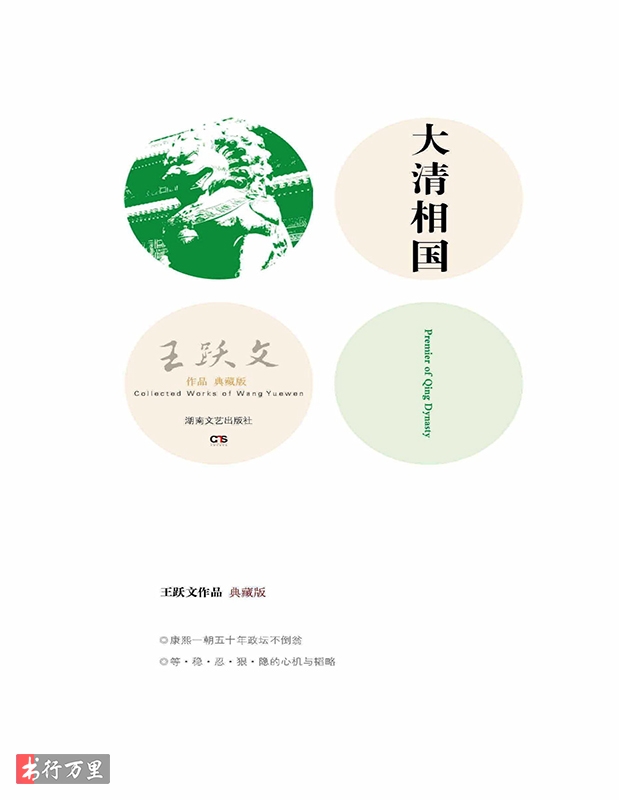 大清相国
王跃文
作品 典藏版
Collected Works of Wang Yuewen
湖南文艺出版社
Premier of Qing Dynasty
王跃文作品 典藏版
◎康熙一朝五十年政坛不倒翁
◎等·稳·忍·狠·隐的心机与韬略
书行万里